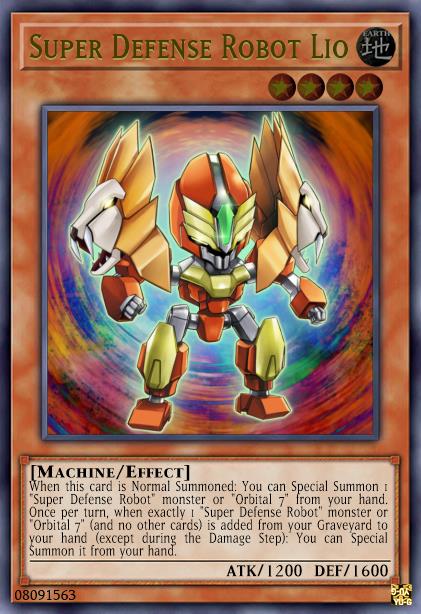 Super Defense Robot Lio
EARTH
地
[Machine/Effect]
When this card is Normal Summoned: You can Special Summon 1
"Super Defense Robot" monster or "Orbital 7" from your hand.
Once per turn, when exactly 1 "Super Defense Robot" monster or
"Orbital 7" (and no other cards) is added from your Graveyard to
your hand (except during the Damage Step): You can Special
Summon it from your hand.
ATK/1200 DEF/1600
08091563